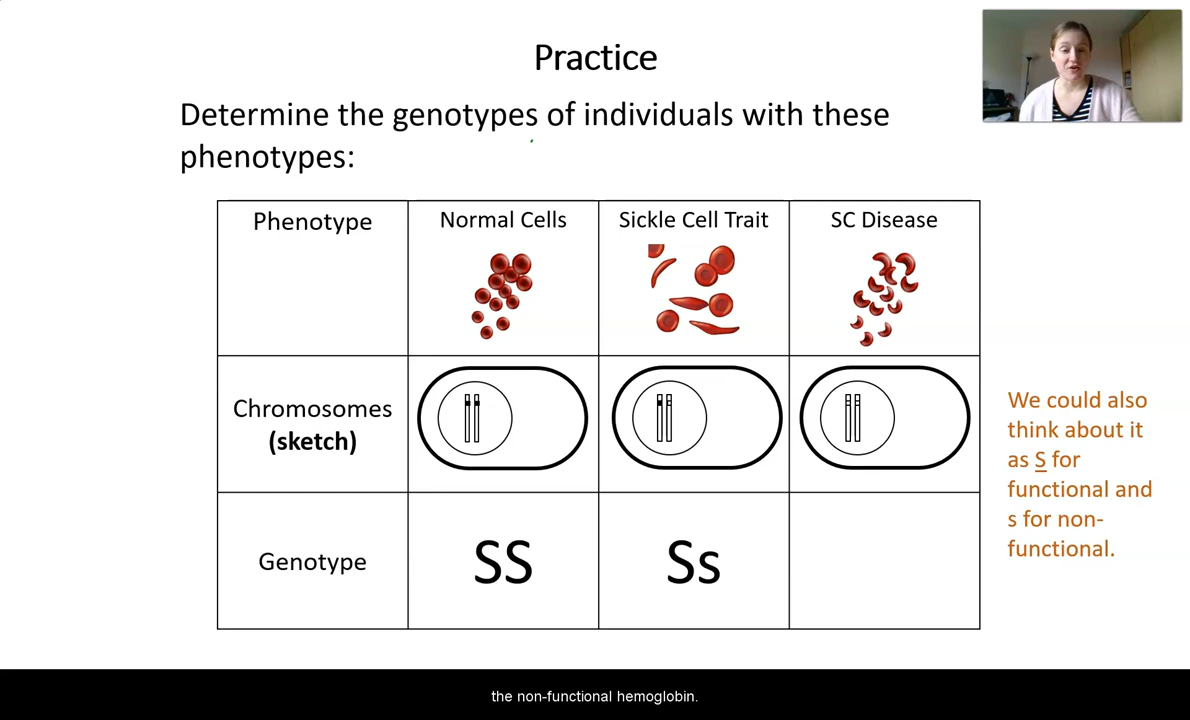 Practice
Determine the genotypes of individuals with these
phenotypes:
Phenotype
Normal Cells
Sickle Cell Trait
SC Disease
Chromosomes
(sketch)
Genotype
SS
Ss
We could also
think about it
as S for
functional and
s for non-
functional.
the non-functional hemoglobin.